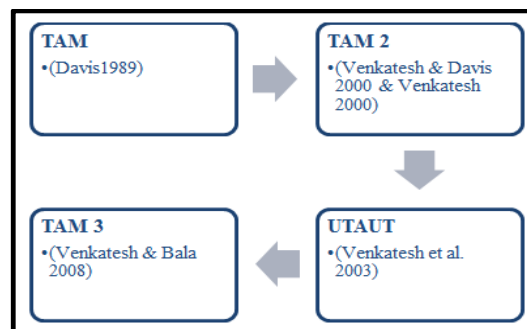 TAM
•(Davis1989)
TAM 2
•(Venkatesh & Davis
2000 & Venkatesh
2000)
TAM 3
•(Venkatesh & Bala
2008)
UTAUT
•(Venkatesh et al.
2003)